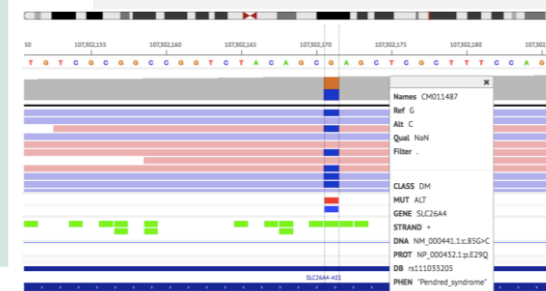 50 107,302,155 107,302,160 107,302,165 107,302,170 107,302,175 107,302,180 107,302
T G T C G C G G C C G G T C T A C A G C G A G C T C G C T T T C C A G
Names CM011487
Ref G
Alt C
Qual NaN
Filter .
CLASS DM
MUT ALT
GENE SLC26A4
STRAND +
DNA NM_000441.1:c.85G>C
PROT NP_000432.1:p.E29Q
DB rs111033205
PHEN "Pendred_syndrome"
SLC26A4-AS1